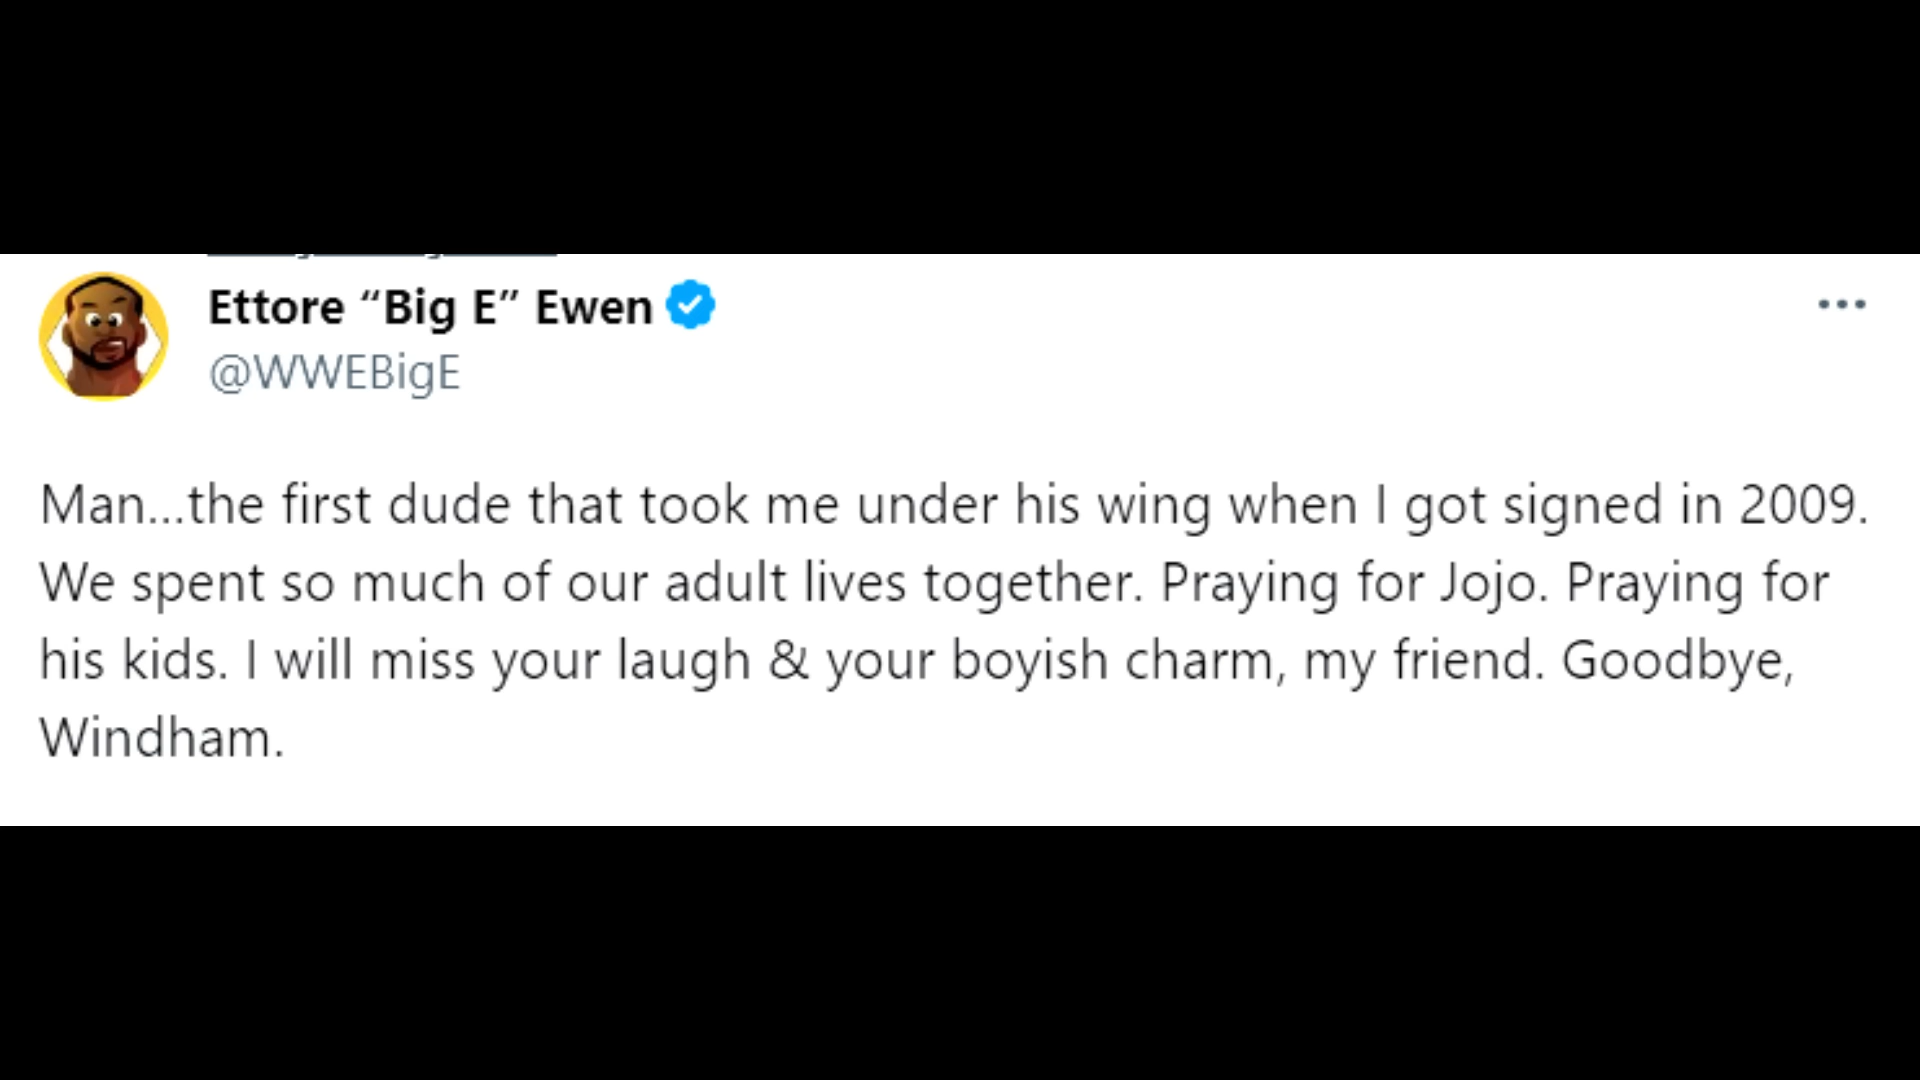 Ettore “Big E” Ewen
@WWEBigE
Man...the first dude that took me under his wing when I got signed in 2009.
We spent so much of our adult lives together. Praying for Jojo. Praying for
his kids. I will miss your laugh & your boyish charm, my friend. Goodbye,
Windham.